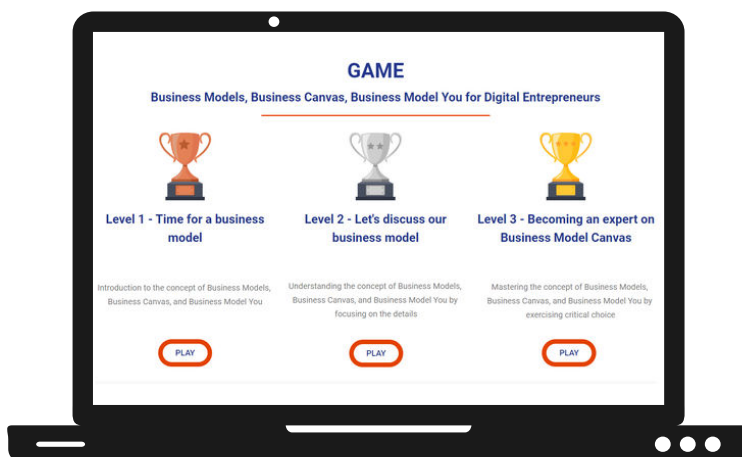 GAME
Business Models, Business Canvas, Business Model You for Digital Entrepreneurs
Level 1 - Time for a business
model
Introduction to the concept of Business Models,
Business Canvas, and Business Model You
PLAY
Level 2 - Let's discuss our
business model
Understanding the concept of Business Models,
Business Canvas, and Business Model You by
focusing on the details
PLAY
Level 3 - Becoming an expert on
Business Model Canvas
Mastering the concept of Business Models,
Business Canvas, and Business Model You by
exercising critical choice
PLAY